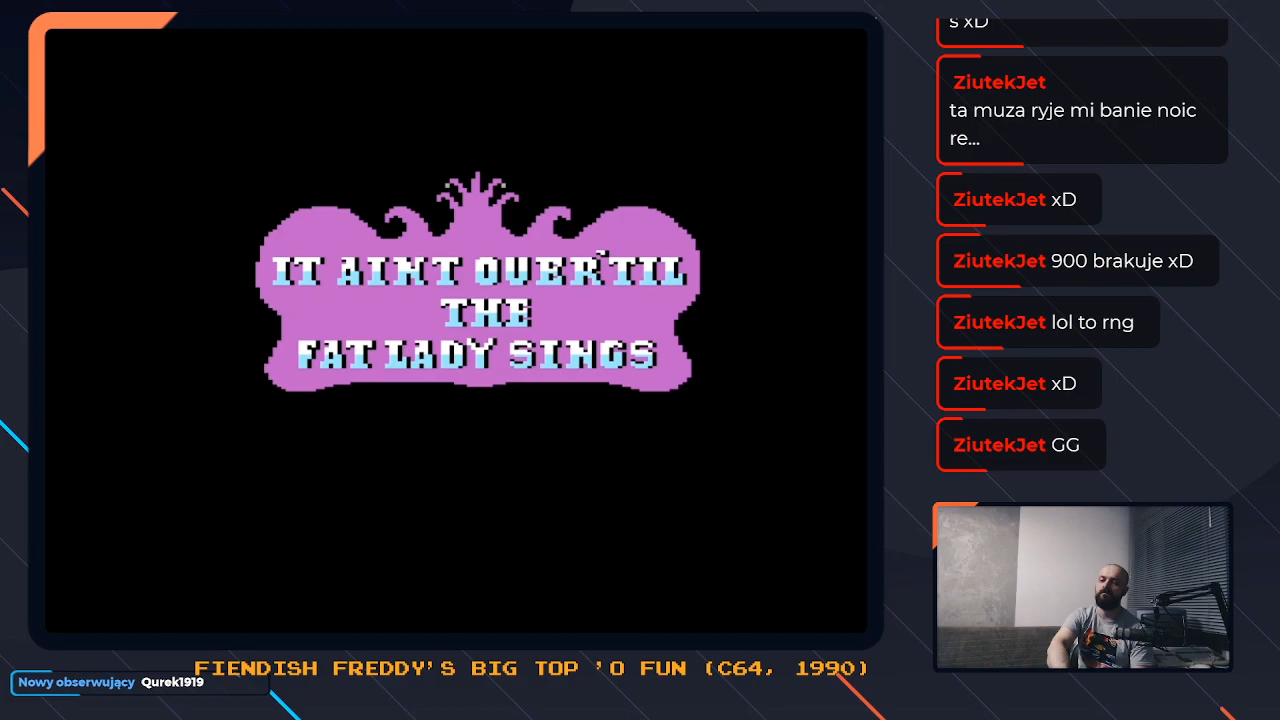 IT AINT OVER'TIL
THE
FAT LADY SINGS
s xD
ZiutekJet
ta muza ryje mi banie noic
re...
ZiutekJet xD
ZiutekJet 900 brakuje xD
ZiutekJet lol to rng
ZiutekJet xD
ZiutekJet GG
FIENDISH FREDDY'S BIG TOP 'O FUN (C64, 1990)
Nowy obserwujący Qurek1919